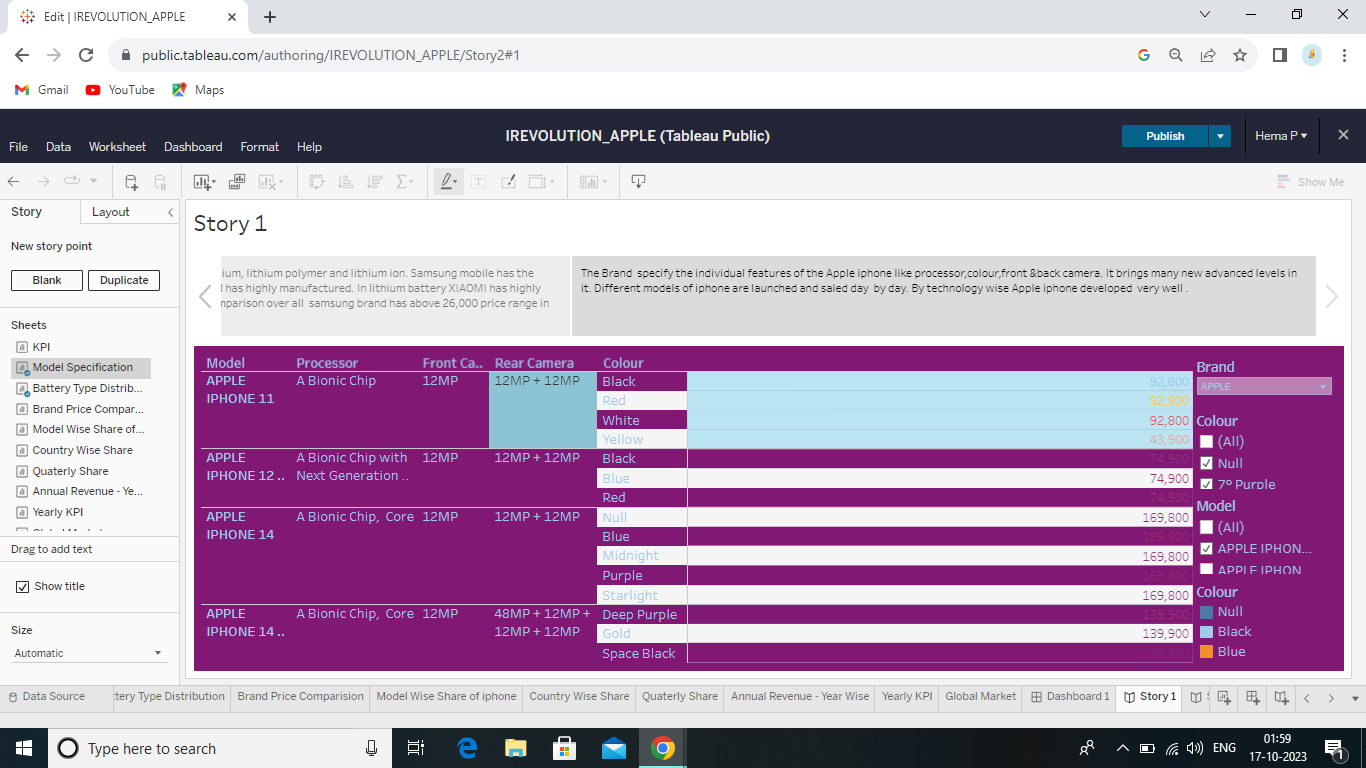 Edit | IREVOLUTION_APPLE
public.tableau.com/authoring/IREVOLUTION_APPLE/Story2#1
Gmail YouTube Maps
IREVOLUTION_APPLE (Tableau Public)
Publish
Hema P
File Data Worksheet Dashboard Format Help
Show Me
Story Layout
New story point
Blank Duplicate
Sheets
KPI
Model Specification
Battery Type Distrib...
Brand Price Compar...
Model Wise Share of...
Country Wise Share
Quaterly Share
Annual Revenue - Ye...
Yearly KPI
Drag to add text
Show title
Size
Automatic
Story 1
ium, lithium polymer and lithium ion. Samsung mobile has the
l has highly manufactured. In lithium battery XIAOMI has highly
nparison over all samsung brand has above 26,000 price range in
The Brand specify the individual features of the Apple iphone like processor,colour,front &back camera. It brings many new advanced levels in
it. Different models of iphone are launched and saled day by day. By technology wise Apple iphone developed very well .
Model Processor Front Ca.. Rear Camera Colour
APPLE IPHONE 11 A Bionic Chip 12MP 12MP + 12MP Black 92,800
Red 92,800
White 92,800
Yellow 43,900
APPLE IPHONE 12 .. A Bionic Chip with Next Generation .. 12MP 12MP + 12MP Black 74,900
Blue 74,900
Red 74,900
APPLE IPHONE 14 A Bionic Chip, Core 12MP 12MP + 12MP Null 169,800
Blue 169,800
Midnight 169,800
Purple 169,800
Starlight 169,800
APPLE IPHONE 14 .. A Bionic Chip, Core 12MP 48MP + 12MP + 12MP + 12MP Deep Purple 139,900
Gold 139,900
Space Black 139,900
Brand
APPLE
Colour
(All)
Null
7º Purple
Model
(All)
APPLE IPHON...
APPLE IPHON
Colour
Null
Black
Blue
Data Source ttery Type Distribution Brand Price Comparision Model Wise Share of iphone Country Wise Share Quaterly Share Annual Revenue - Year Wise Yearly KPI Global Market Dashboard 1 Story 1
Type here to search
ENG
01:59
17-10-2023
1